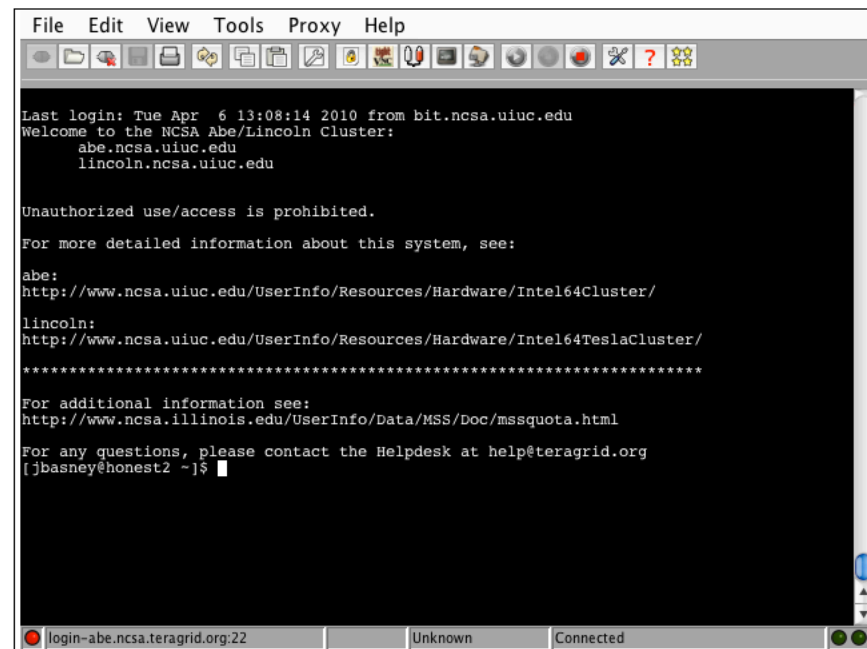 File Edit View Tools Proxy Help
?
Last login: Tue Apr  6 13:08:14 2010 from bit.ncsa.uiuc.edu
Welcome to the NCSA Abe/Lincoln Cluster:
abe.ncsa.uiuc.edu
lincoln.ncsa.uiuc.edu
Unauthorized use/access is prohibited.
For more detailed information about this system, see:
abe:
http://www.ncsa.uiuc.edu/UserInfo/Resources/Hardware/Intel64Cluster/
lincoln:
http://www.ncsa.uiuc.edu/UserInfo/Resources/Hardware/Intel64TeslaCluster/
*************************************************************************
For additional information see:
http://www.ncsa.illinois.edu/UserInfo/Data/MSS/Doc/mssquota.html
For any questions, please contact the Helpdesk at help@teragrid.org
[jbasney@honest2 ~]$
login-abe.ncsa.teragrid.org:22 Unknown Connected